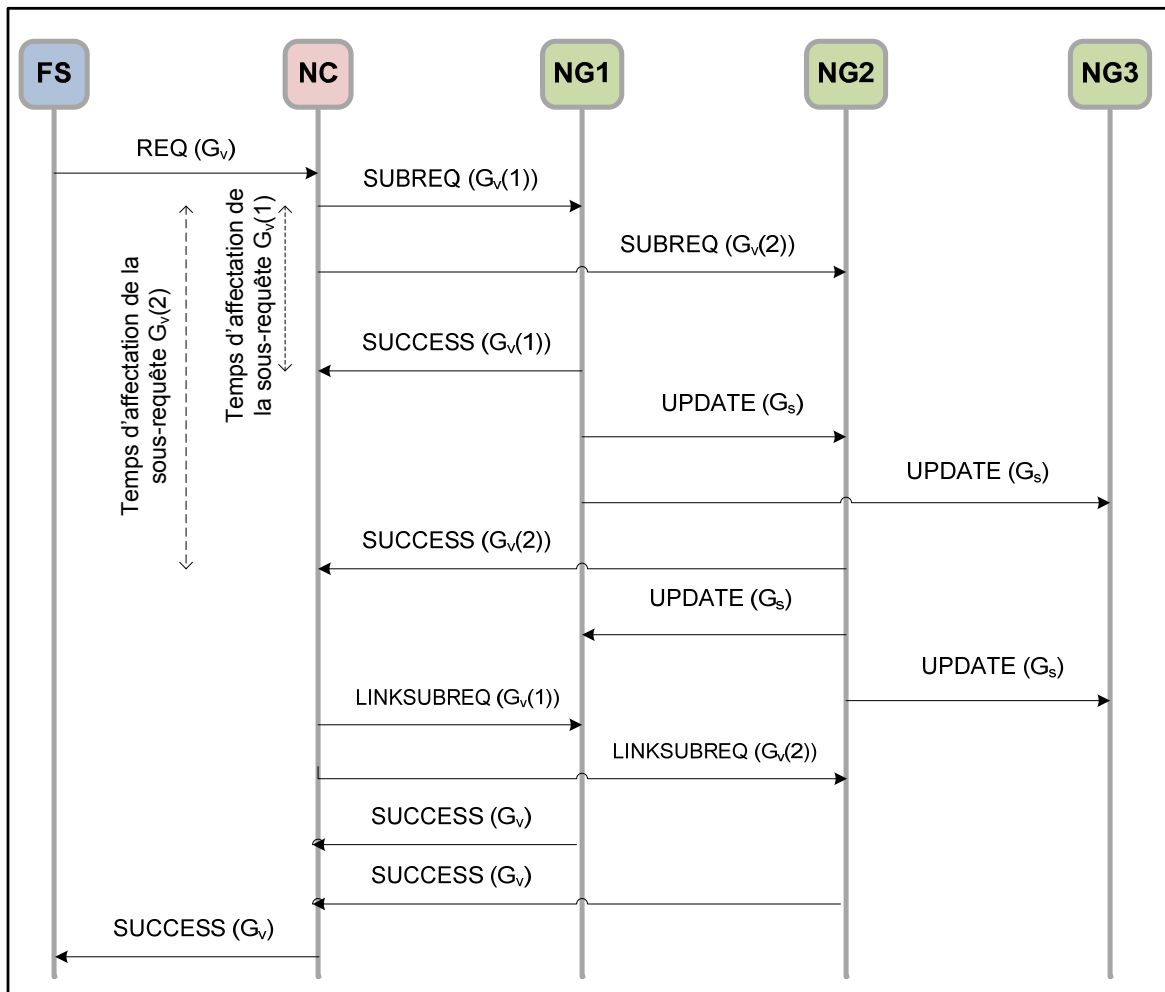 FS
NC
NG1
NG2
NG3
REQ (Gᵥ)
SUBREQ (Gᵥ(1))
Temps d'affectation de
la sous-requête Gᵥ(1)
Temps d'affectation de la
sous-requête Gᵥ(2)
SUBREQ (Gᵥ(2))
SUCCESS (Gᵥ(1))
UPDATE (Gₛ)
UPDATE (Gₛ)
SUCCESS (Gᵥ(2))
UPDATE (Gₛ)
UPDATE (Gₛ)
LINKSUBREQ (Gᵥ(1))
LINKSUBREQ (Gᵥ(2))
SUCCESS (Gᵥ)
SUCCESS (Gᵥ)
SUCCESS (Gᵥ)